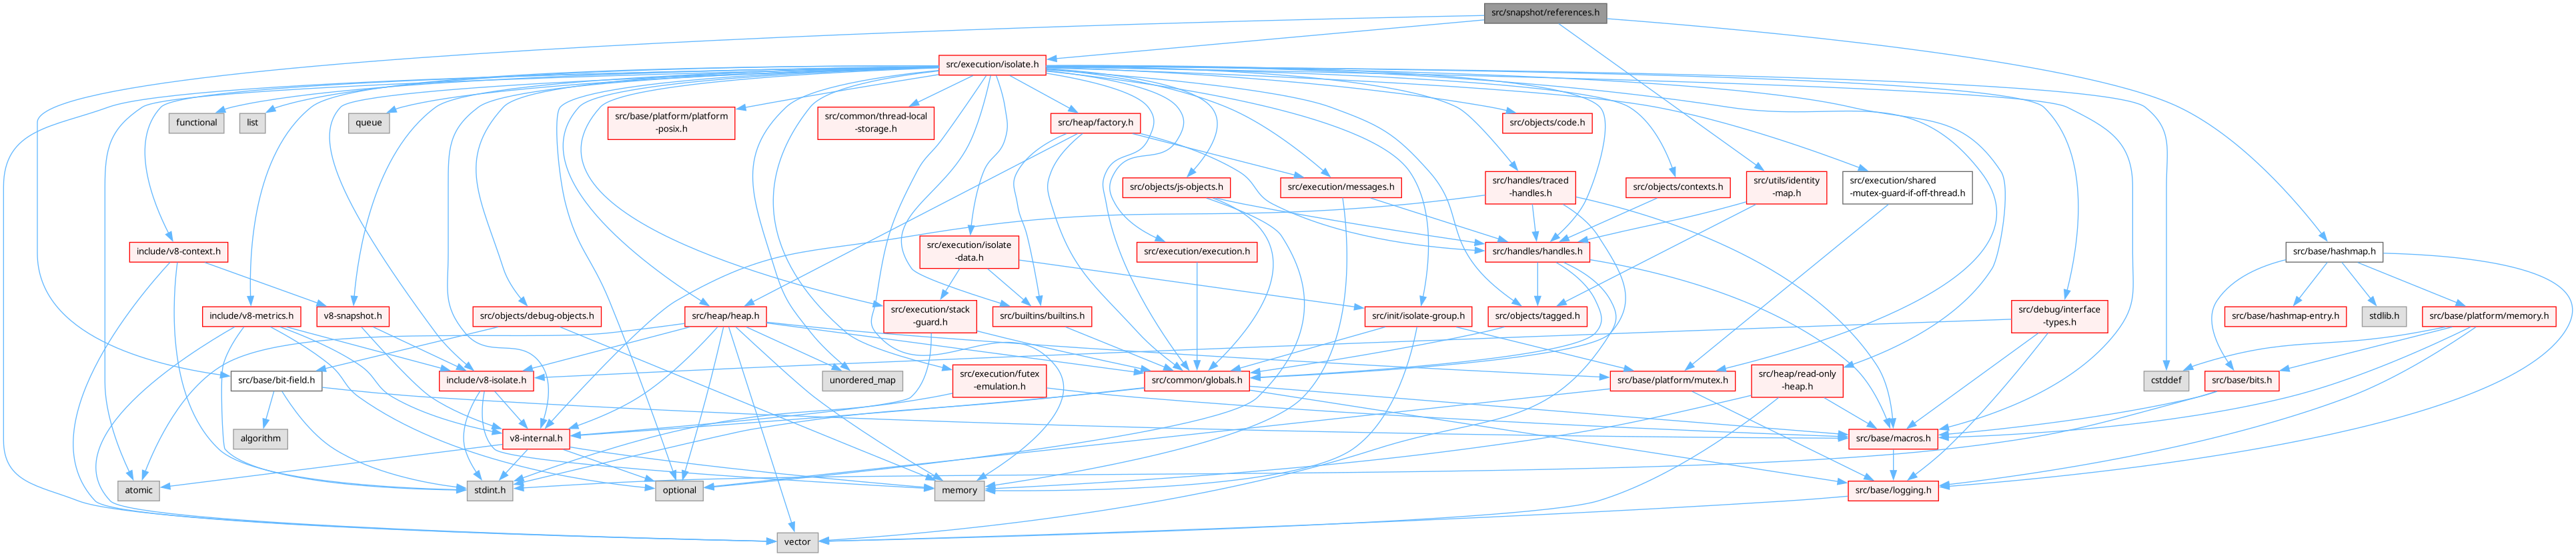 src/snapshot/references.h
src/execution/isolate.h
functional
list
queue
src/base/platform/platform
-posix.h
src/common/thread-local
-storage.h
src/heap/factory.h
src/objects/code.h
src/objects/js-objects.h
src/execution/messages.h
src/handles/traced
-handles.h
src/objects/contexts.h
src/utils/identity
-map.h
src/execution/shared
-mutex-guard-if-off-thread.h
include/v8-context.h
src/execution/isolate
-data.h
src/execution/execution.h
src/handles/handles.h
src/base/hashmap.h
include/v8-metrics.h
v8-snapshot.h
src/objects/debug-objects.h
src/heap/heap.h
src/execution/stack
-guard.h
src/builtins/builtins.h
src/init/isolate-group.h
src/objects/tagged.h
src/debug/interface
-types.h
src/base/hashmap-entry.h
stdlib.h
src/base/platform/memory.h
src/base/bit-field.h
include/v8-isolate.h
unordered_map
src/execution/futex
-emulation.h
src/common/globals.h
src/base/platform/mutex.h
src/heap/read-only
-heap.h
cstddef
src/base/bits.h
algorithm
v8-internal.h
src/base/macros.h
atomic
stdint.h
optional
memory
src/base/logging.h
vector